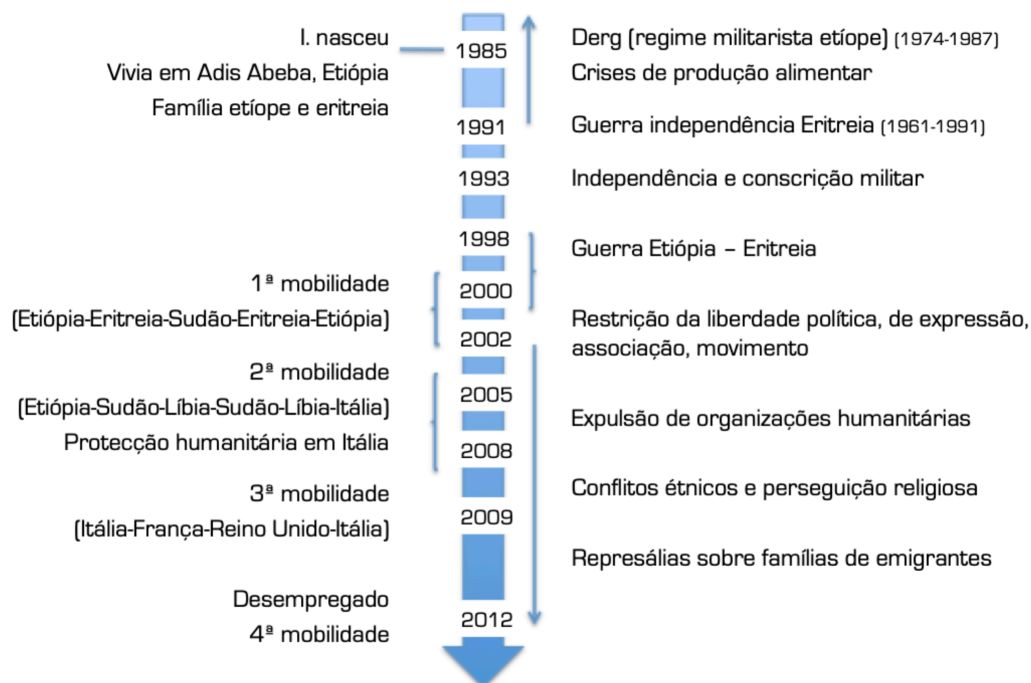 I. nasceu
Vivia em Adis Abeba, Etiópia
Família etíope e eritreia
1ª mobilidade
(Etiópia-Eritreia-Sudão-Eritreia-Etiópia)
2ª mobilidade
(Etiópia-Sudão-Líbia-Sudão-Líbia-Itália)
Protecção humanitária em Itália
3ª mobilidade
(Itália-França-Reino Unido-Itália)
Desempregado
4ª mobilidade
1985
1991
1993
1998
2000
2002
2005
2008
2009
2012
Derg (regime militarista etíope) (1974-1987)
Crises de produção alimentar
Guerra independência Eritreia (1961-1991)
Independência e conscrição militar
Guerra Etiópia – Eritreia
Restrição da liberdade política, de expressão,
associação, movimento
Expulsão de organizações humanitárias
Conflitos étnicos e perseguição religiosa
Represálias sobre famílias de emigrantes